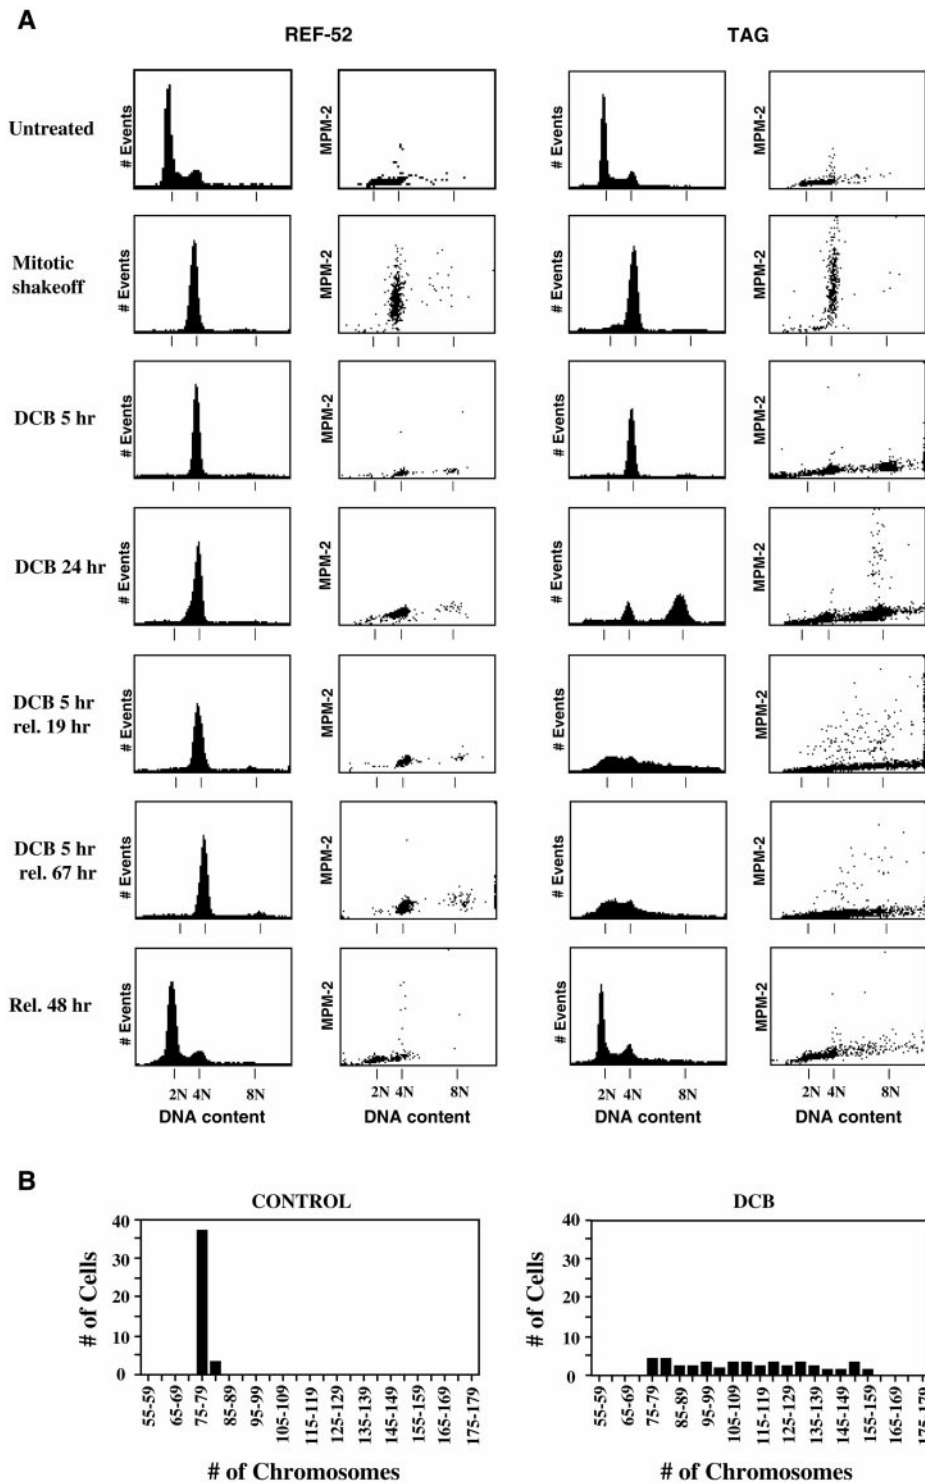 A
REF-52 TAG
Untreated # Events MPM-2 # Events MPM-2
Mitotic
shakeoff # Events MPM-2 # Events MPM-2
DCB 5 hr # Events MPM-2 # Events MPM-2
DCB 24 hr # Events MPM-2 # Events MPM-2
DCB 5 hr
rel. 19 hr # Events MPM-2 # Events MPM-2
DCB 5 hr
rel. 67 hr # Events MPM-2 # Events MPM-2
Rel. 48 hr # Events MPM-2 # Events MPM-2
2N 4N 8N 2N 4N 8N 2N 4N 8N 2N 4N 8N
DNA content DNA content DNA content DNA content
B
CONTROL
# of Cells
40
30
20
10
0
55-59 65-69 75-79 85-89 95-99 105-109 115-119 125-129 135-139 145-149 155-159 165-169 175-179
# of Chromosomes
DCB
# of Cells
40
30
20
10
0
55-59 65-69 75-79 85-89 95-99 105-109 115-119 125-129 135-139 145-149 155-159 165-169 175-179
# of Chromosomes